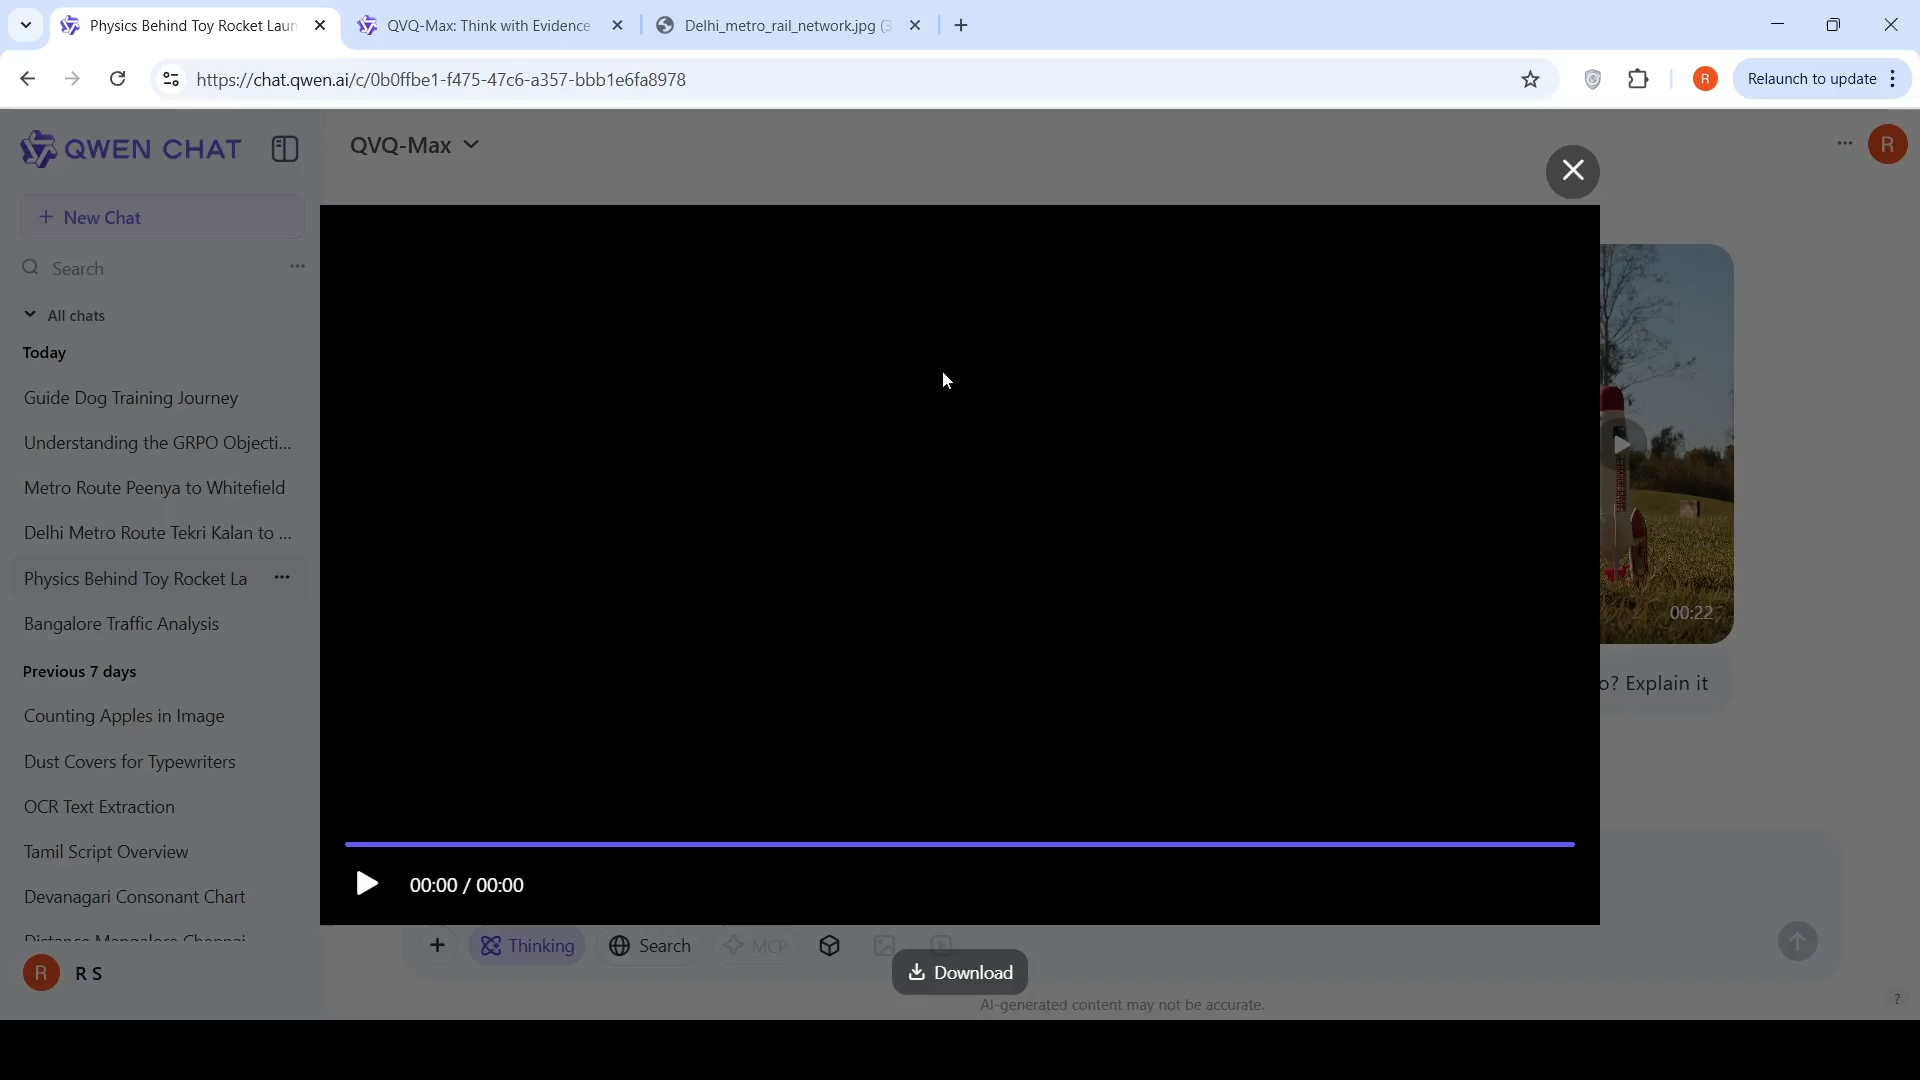 Physics Behind Toy Rocket Laun
QVQ-Max: Think with Evidence
Delhi_metro_rail_network.jpg (3
https://chat.qwen.ai/c/0b0ffbe1-f475-47c6-a357-bbb1e6fa8978
R
Relaunch to update
QWEN CHAT
QVQ-Max
R
New Chat
Search
All chats
Today
Guide Dog Training Journey
Understanding the GRPO Objecti...
Metro Route Peenya to Whitefield
Delhi Metro Route Tekri Kalan to ...
Physics Behind Toy Rocket La
Bangalore Traffic Analysis
Previous 7 days
Counting Apples in Image
Dust Covers for Typewriters
OCR Text Extraction
Tamil Script Overview
Devanagari Consonant Chart
Distance Mangalore Chennai
R
R S
00:22
o? Explain it
00:00 / 00:00
Thinking
Search
MCP
Download
AI-generated content may not be accurate.
?